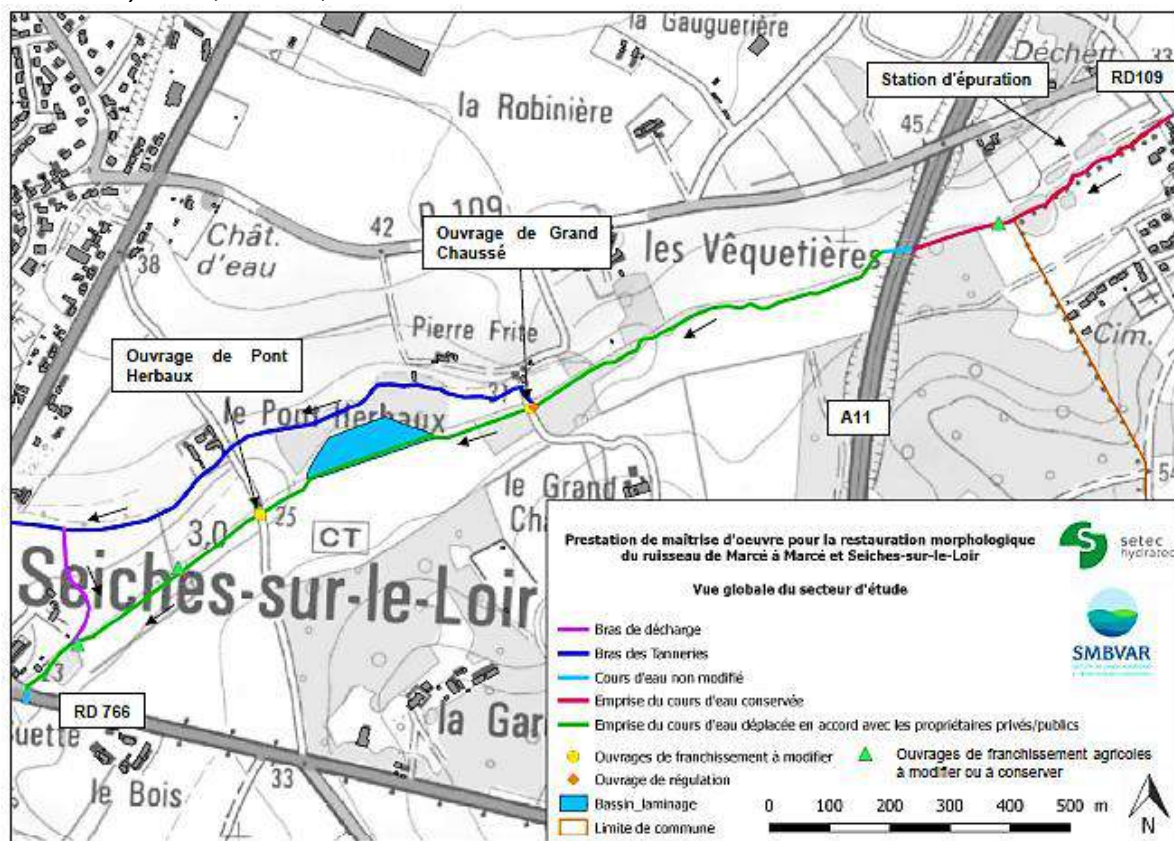 la Gauguerière
Déchett
33
Station d'épuration
RD109
la Robinière
45
D 109
42
Ouvrage de Grand
Chaussé
les Vêquetières
Chât.
d'eau
38
Pierre Frite
Cim.
Ouvrage de Pont
Herbaux
21
le Pont Herbaux
A11
54
le Grand
Cha
25
3,0
CT
Seiches-sur-le-Loir
23
RD 766
la Gar
ouette
le Bois
33
Prestation de maîtrise d'oeuvre pour la restauration morphologique
du ruisseau de Marcé à Marcé et Seiches-sur-le-Loir
setec
hydratec
Vue globale du secteur d'étude
SMBVAR
Bras de décharge
Bras des Tanneries
Cours d'eau non modifié
Emprise du cours d'eau conservée
Emprise du cours d'eau déplacée en accord avec les propriétaires privés/publics
Ouvrages de franchissement à modifier
Ouvrages de franchissement agricoles
à modifier ou à conserver
Ouvrage de régulation
Bassin_laminage
Limite de commune
0 100 200 300 400 500 m
N